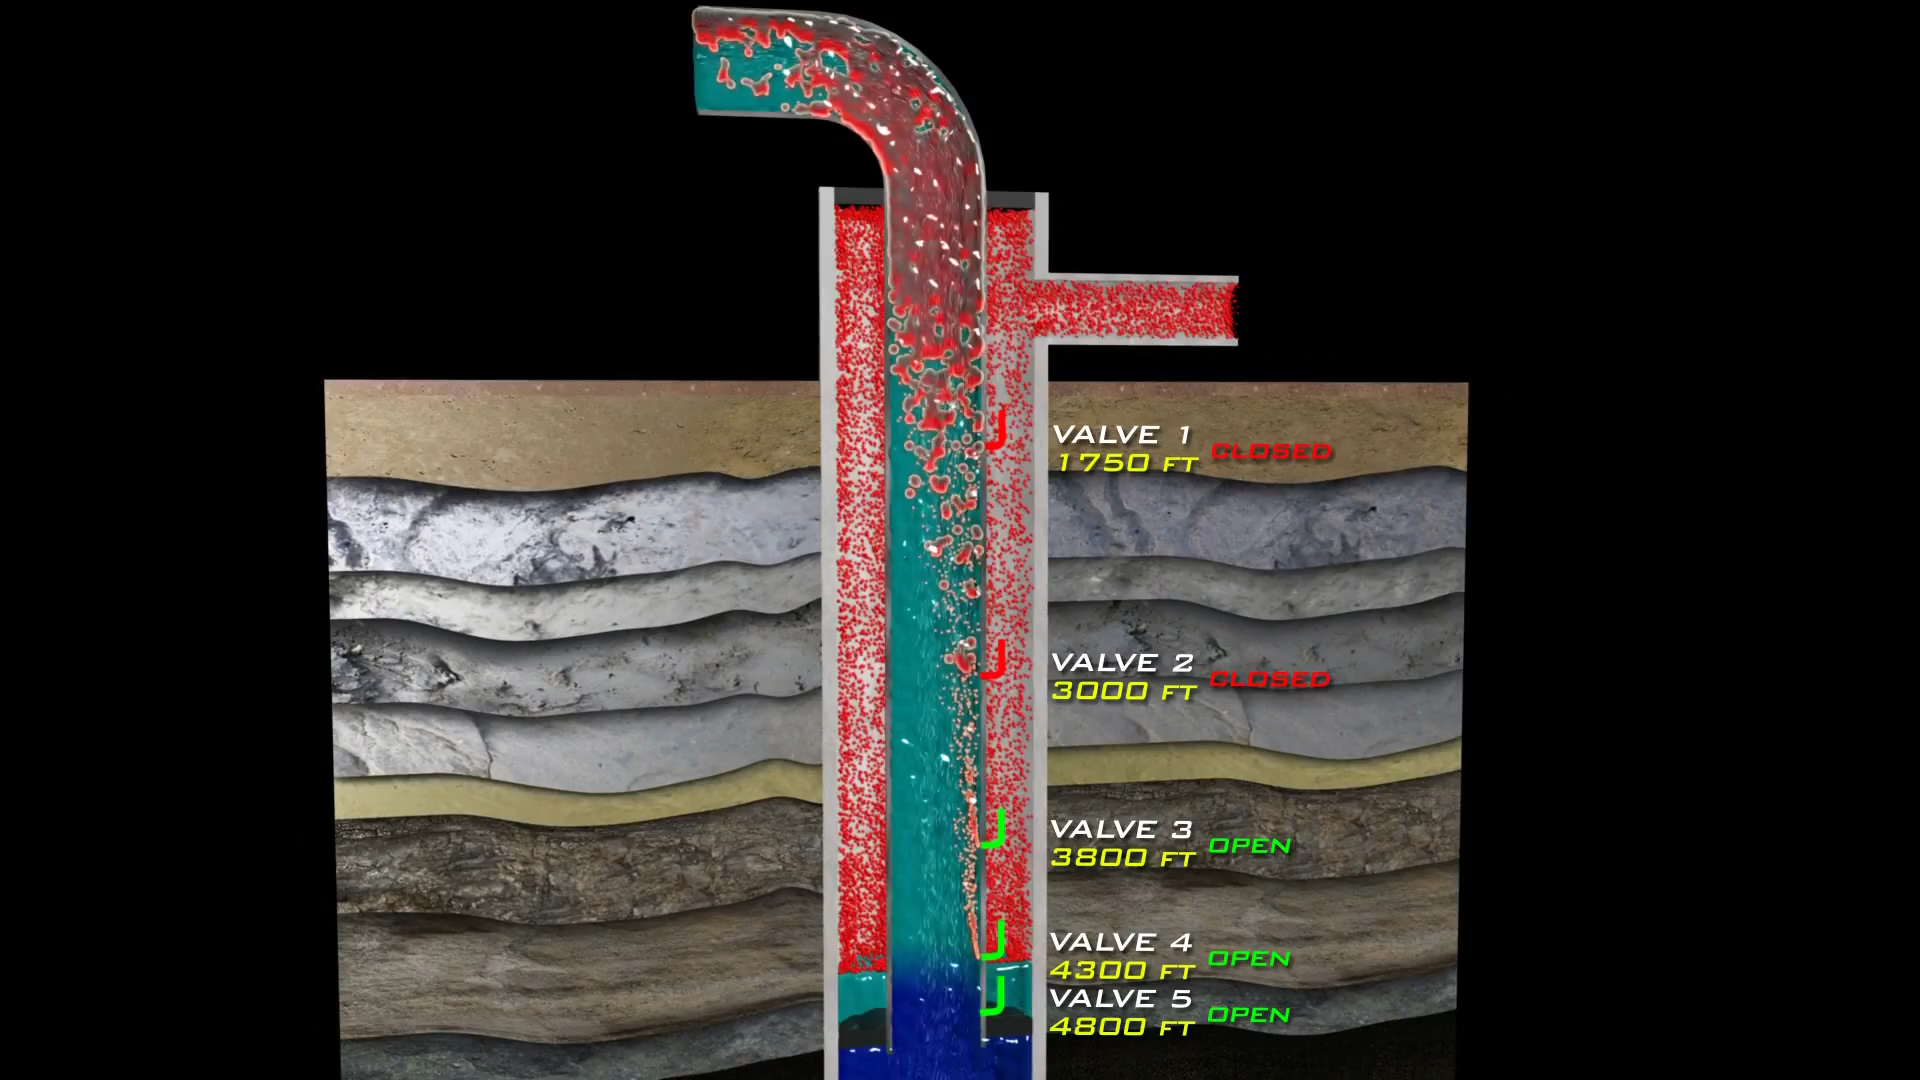 VALVE 1
1750 FT
CLOSED
VALVE 2
3000 FT
CLOSED
VALVE 3
3800 FT
OPEN
VALVE 4
4300 FT
OPEN
VALVE 5
4800 FT
OPEN